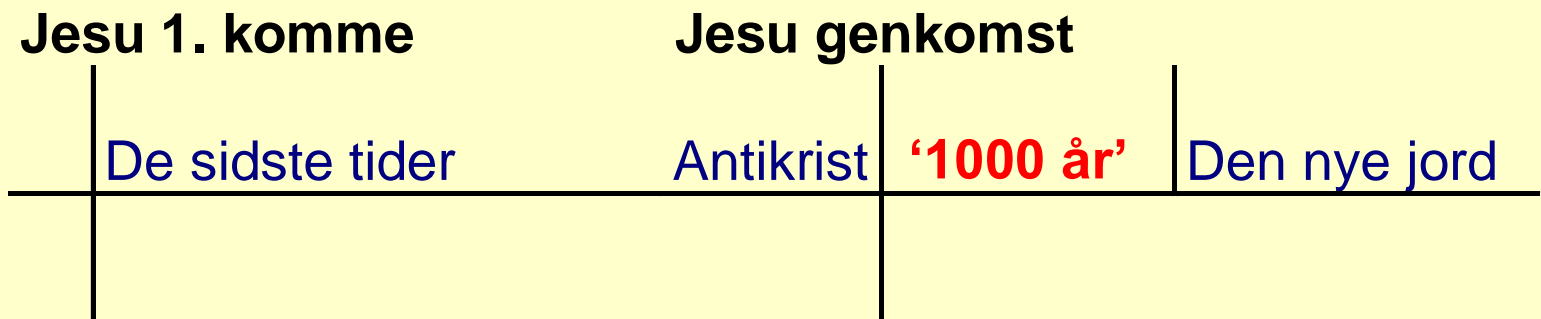 Jesu 1. komme Jesu genkomst
De sidste tider Antikrist ‘1000 år’ Den nye jord